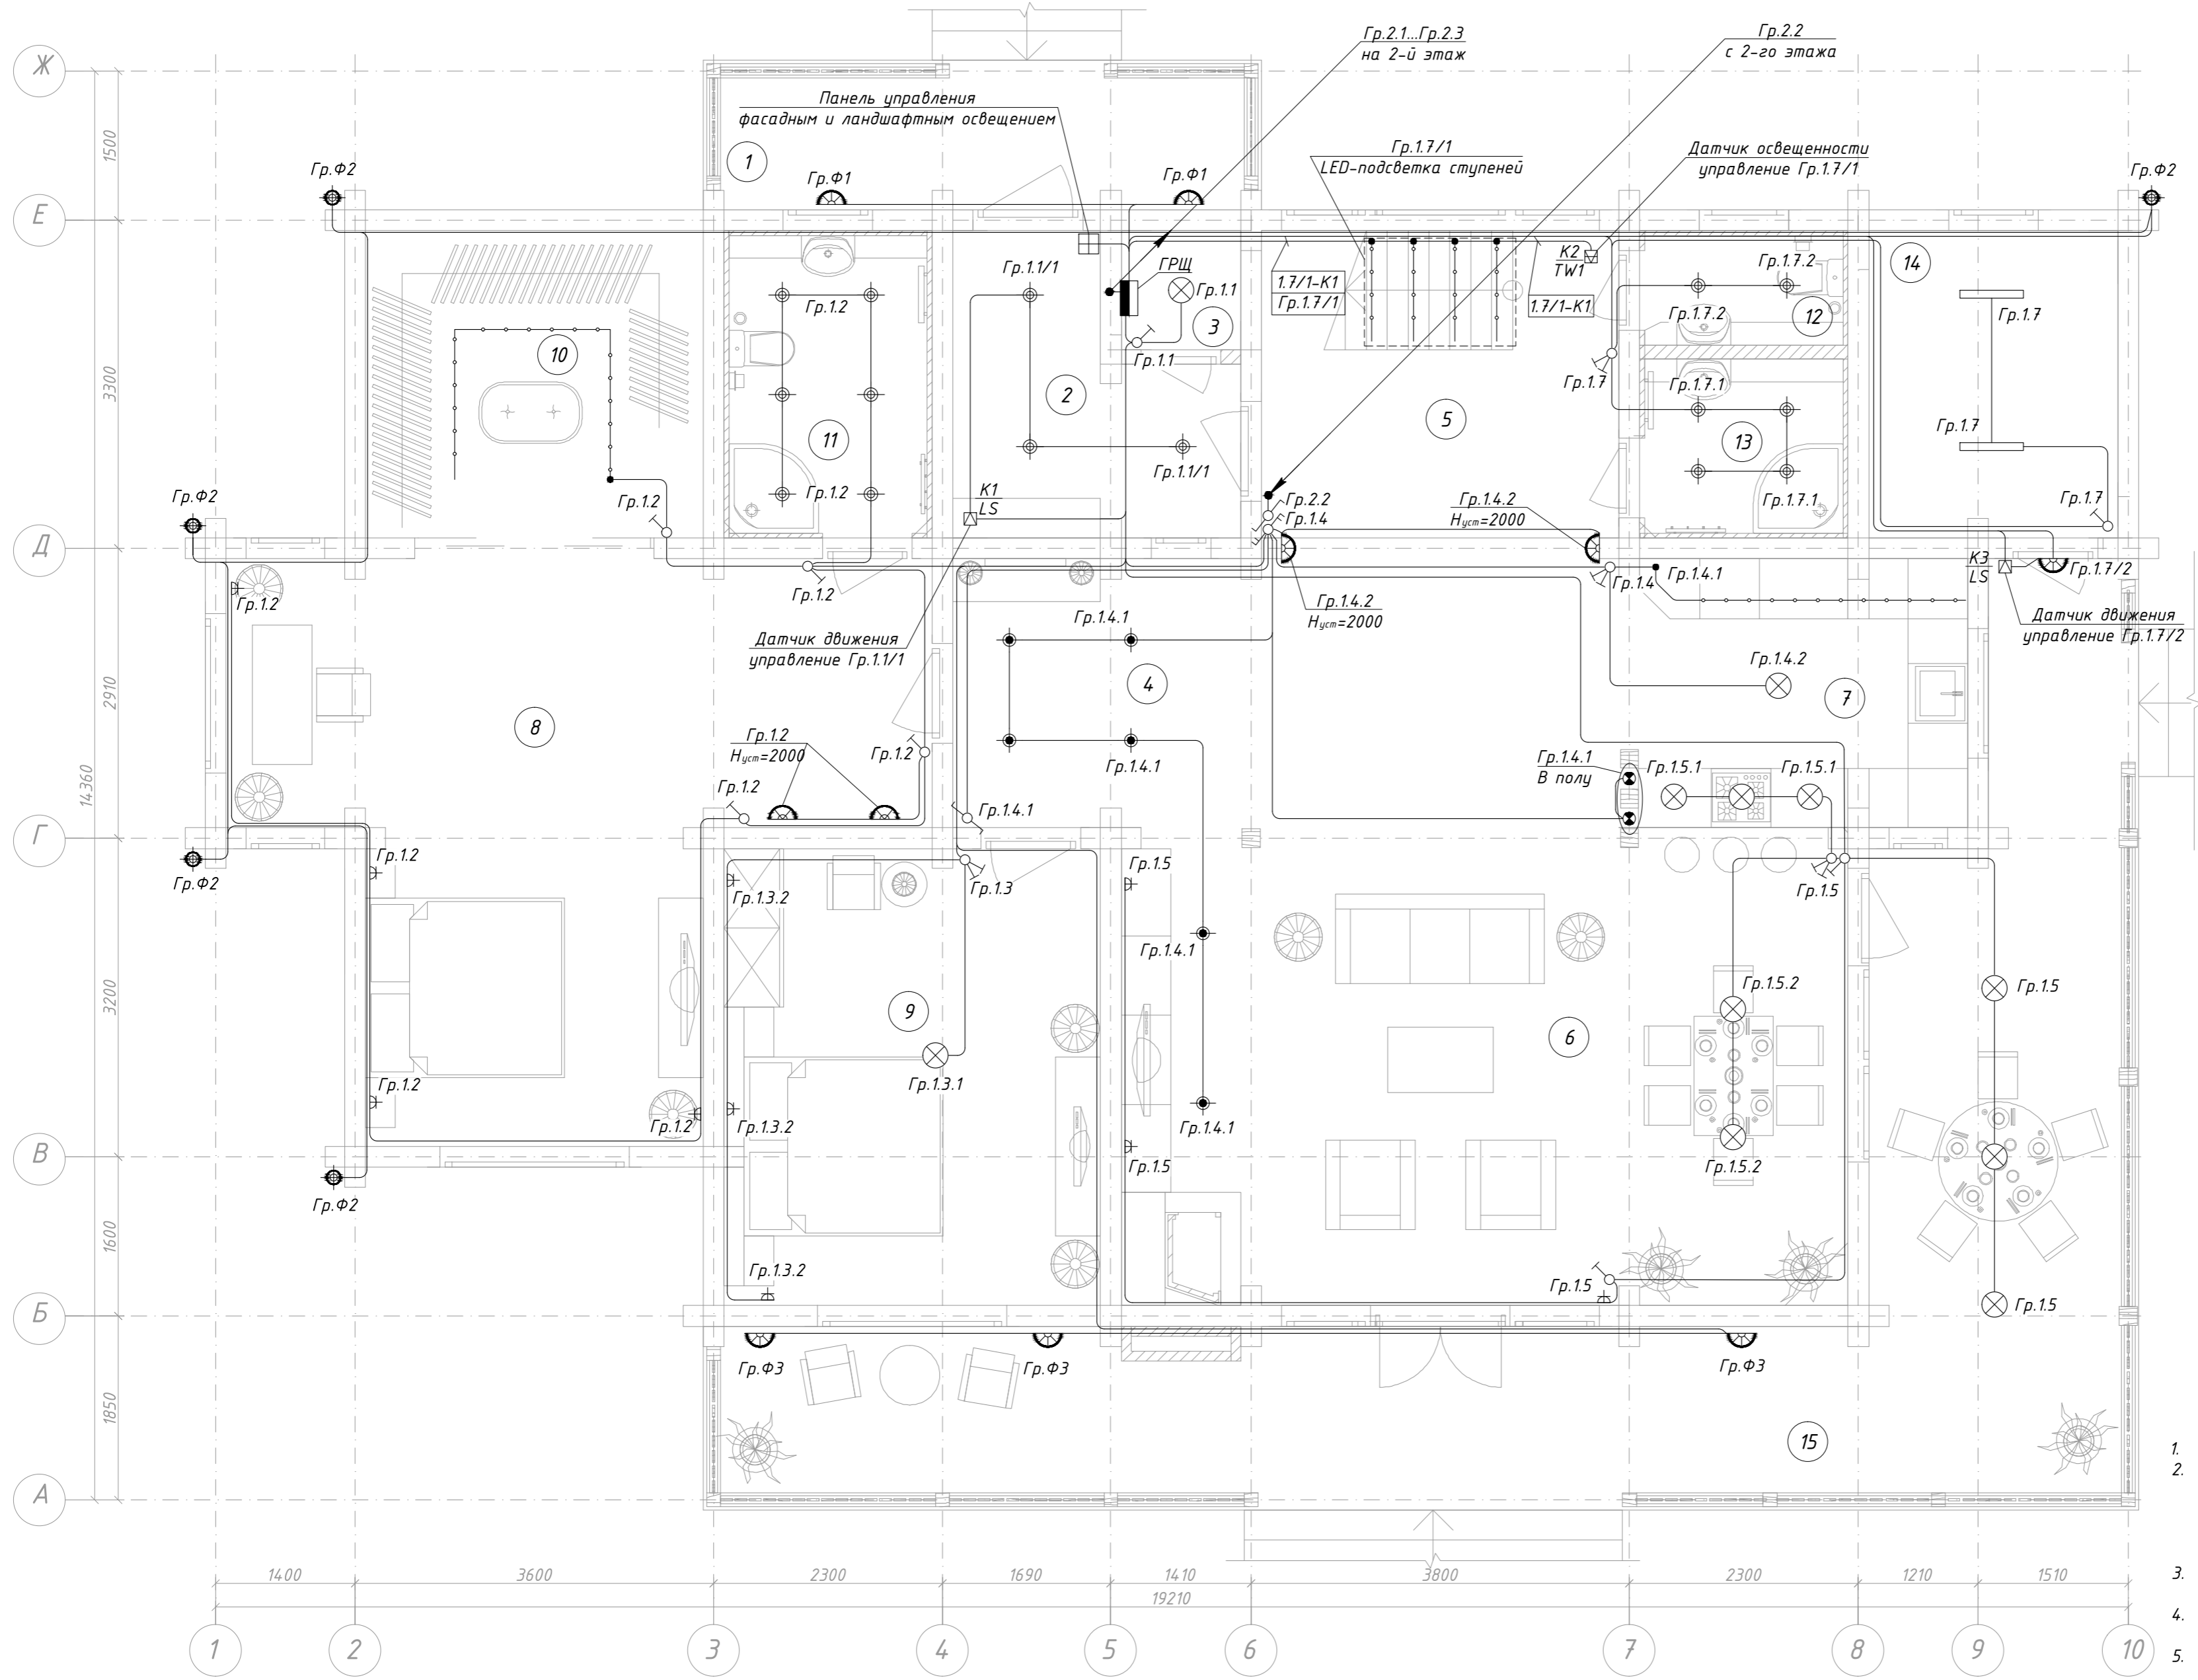 Гр.2.1...Гр.2.3
на 2-й этаж
Гр.2.2
с 2-го этажа
Ж
Панель управления
фасадным и ландшафтным освещением
1
Гр.1.7/1
LED-подсветка ступеней
Датчик освещенности
управление Гр.1.7/1
1500
Гр.Ф2
Гр.Ф1
Гр.Ф1
Гр.Ф2
Е
К2
TW1
14
Гр.1.1/1
ГРЩ
Гр.1.1
1.7/1-К1
Гр.1.7/1
1.7/1-К1
Гр.1.7.2
Гр.1.2
3
Гр.1.7.2
12
Гр.1.7
10
Гр.1.1
Гр.1.7
3300
2
Гр.1.7.1
5
11
13
Гр.1.7
Гр.1.1/1
Гр.Ф2
Гр.1.2
Гр.1.2
К1
LS
Гр.2.2
Гр.1.4
Гр.1.4.2
Нуст=2000
Гр.1.7.1
Гр.1.7
Д
К3
LS
Гр.1.7/2
Гр.1.2
Гр.1.2
Гр.1.4
Гр.1.4.1
Гр.1.4.2
Нуст=2000
Датчик движения
управление Гр.1.1/1
Гр.1.4.1
Датчик движения
управление Гр.1.7/2
Гр.1.4.2
4
7
2910
8
14360
Гр.1.2
Нуст=2000
Гр.1.2
Гр.1.4.1
Гр.1.4.1
В полу
Гр.1.5.1
Гр.1.5.1
Гр.1.2
Гр.1.4.1
Г
Гр.1.2
Гр.Ф2
Гр.1.3.2
Гр.1.3
Гр.1.5
Гр.1.5
Гр.1.4.1
3200
9
6
Гр.1.5.2
Гр.1.5
Гр.1.2
Гр.1.3.1
Гр.1.2
Гр.1.3.2
Гр.1.4.1
В
Гр.1.5
Гр.1.5.2
Гр.Ф2
1600
Гр.1.3.2
Гр.1.5
Б
Гр.1.5
Гр.Ф3
Гр.Ф3
Гр.Ф3
1850
15
1.
2.
А
1400
3600
2300
1690
1410
3800
2300
1210
1510
3.
19210
4.
1
2
3
4
5
6
7
8
9
10
5.